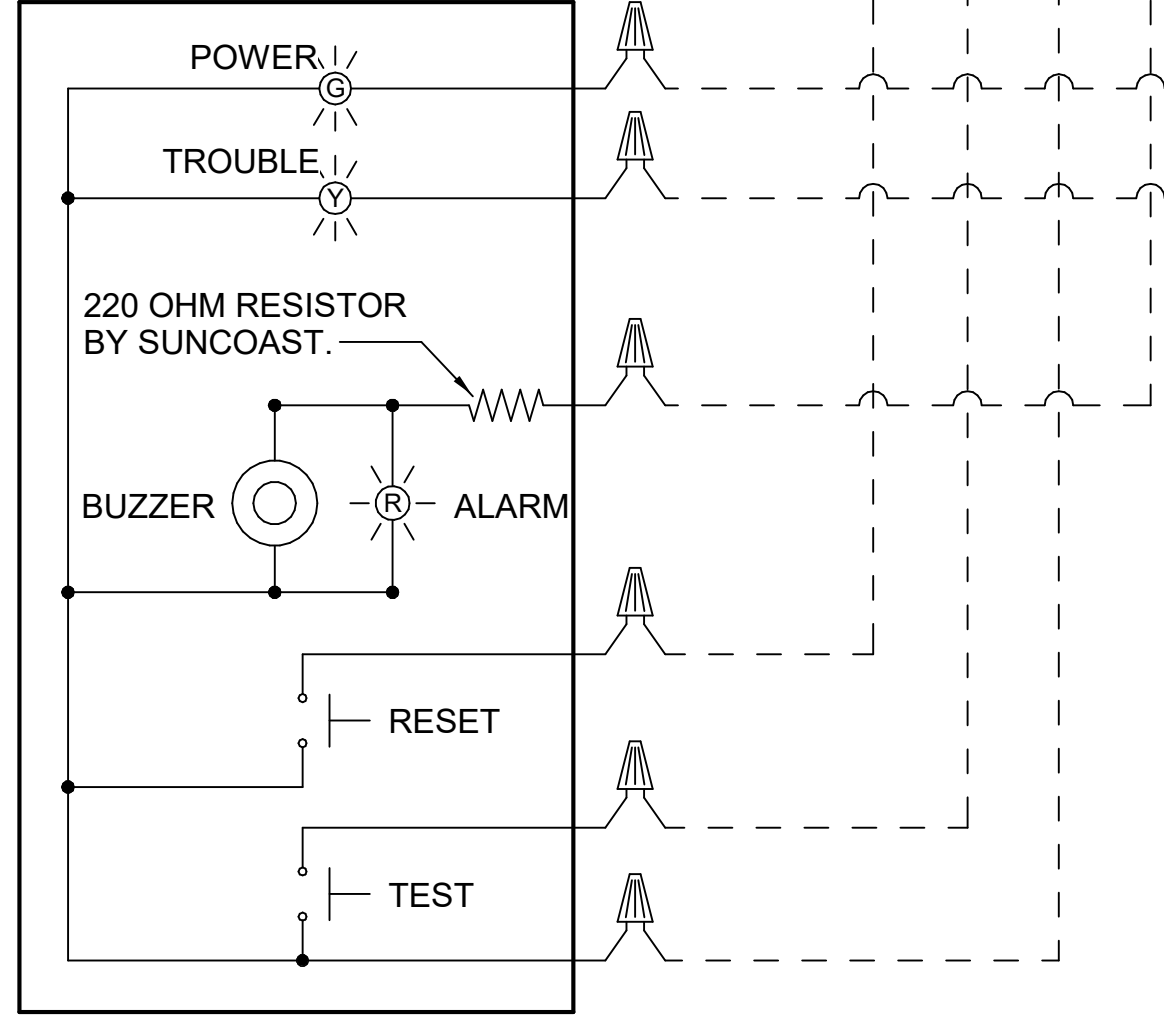 POWER
G
TROUBLE
Y
220 OHM RESISTOR
BY SUNCOAST.
BUZZER
R
ALARM
RESET
TEST